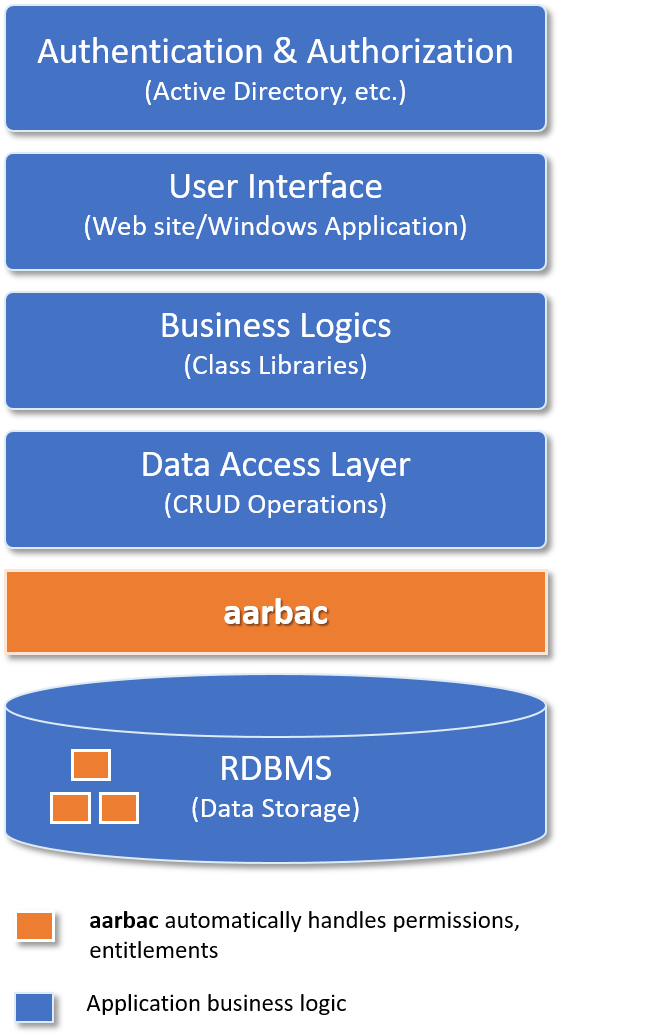 Authentication & Authorization
(Active Directory, etc.)
User Interface
(Web site/Windows Application)
Business Logics
(Class Libraries)
Data Access Layer
(CRUD Operations)
aarbac
RDBMS
(Data Storage)
aarbac automatically handles permissions,
entitlements
Application business logic